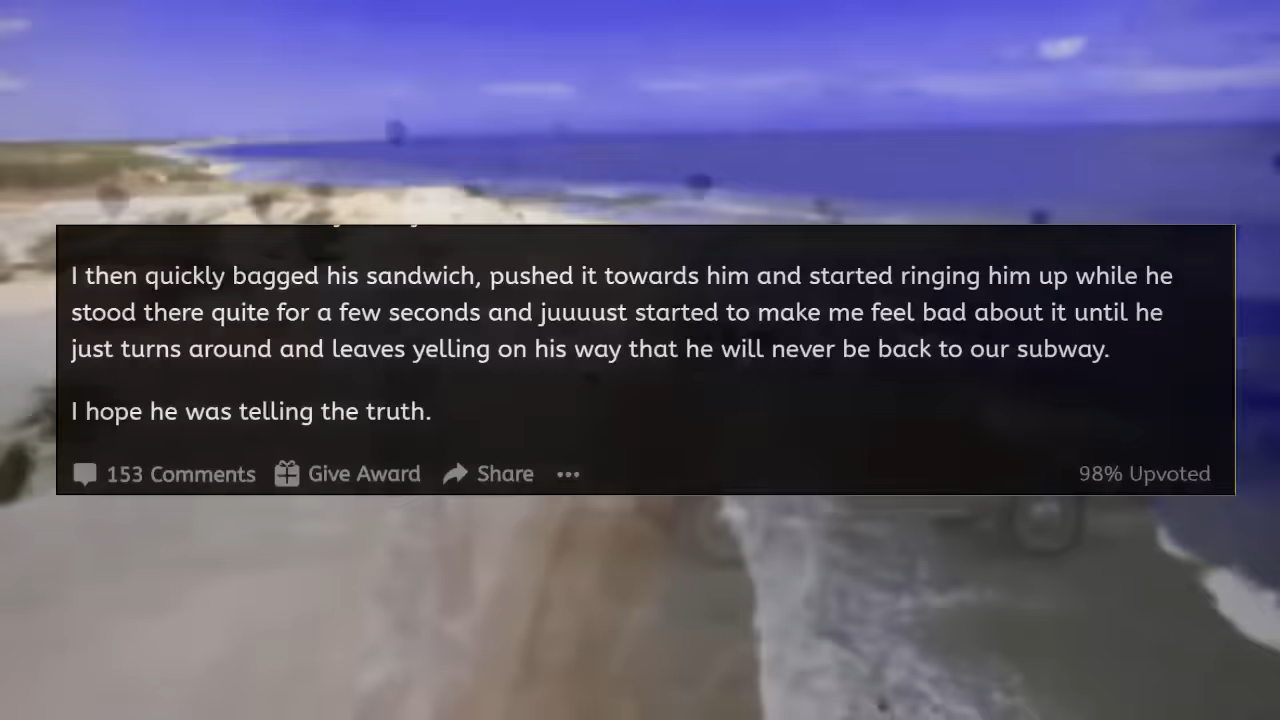 I then quickly bagged his sandwich, pushed it towards him and started ringing him up while he
stood there quite for a few seconds and juuuust started to make me feel bad about it until he
just turns around and leaves yelling on his way that he will never be back to our subway.
I hope he was telling the truth.
153 Comments Give Award Share ••• 98% Upvoted